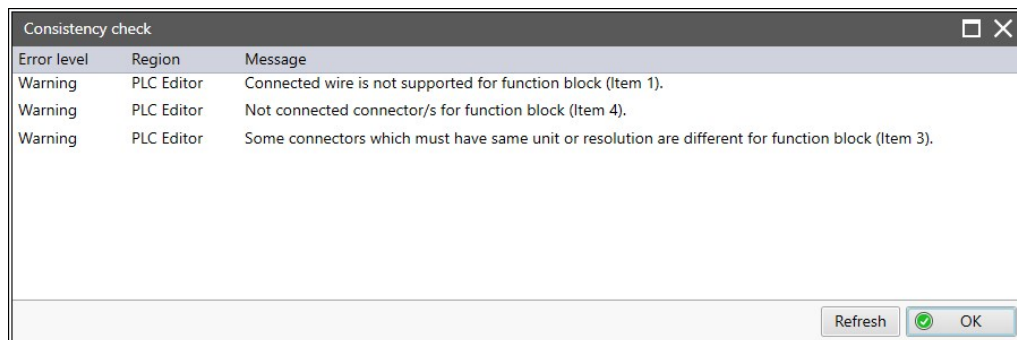 Consistency check
Error level Region Message
Warning PLC Editor Connected wire is not supported for function block (Item 1).
Warning PLC Editor Not connected connector/s for function block (Item 4).
Warning PLC Editor Some connectors which must have same unit or resolution are different for function block (Item 3).
Refresh OK